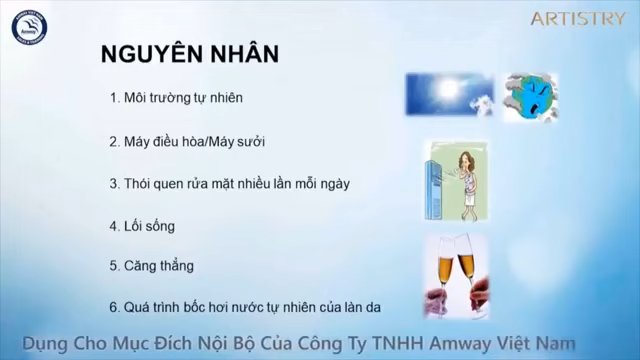 ARTISTRY
Amway
NGUYÊN NHÂN
1. Môi trường tự nhiên
2. Máy điều hòa/Máy sưởi
3. Thói quen rửa mặt nhiều lần mỗi ngày
4. Lối sống
5. Căng thẳng
6. Quá trình bốc hơi nước tự nhiên của làn da
Dụng Cho Mục Đích Nội Bộ Của Công Ty TNHH Amway Việt Nam